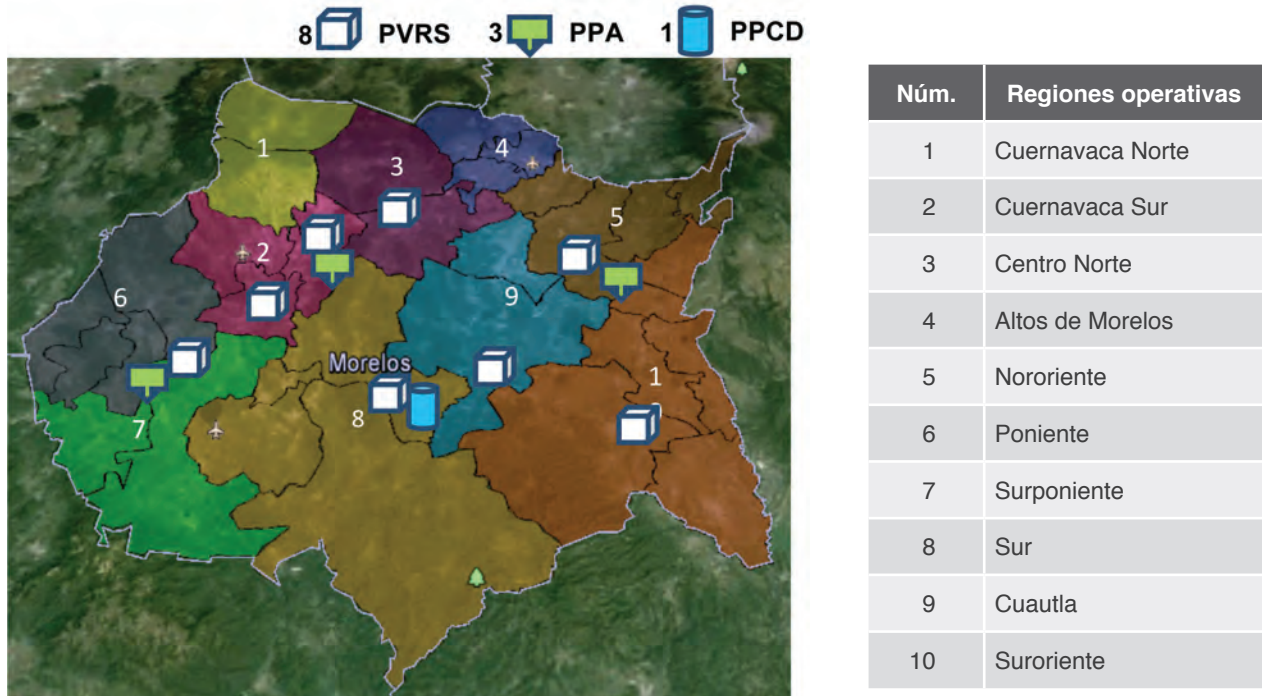 8 PVRS 3 PPA 1 PPCD
1
3
4
5
2
9
6
Morelos
1
8
7
Núm. Regiones operativas
1 Cuernavaca Norte
2 Cuernavaca Sur
3 Centro Norte
4 Altos de Morelos
5 Nororiente
6 Poniente
7 Surponiente
8 Sur
9 Cuautla
10 Suroriente